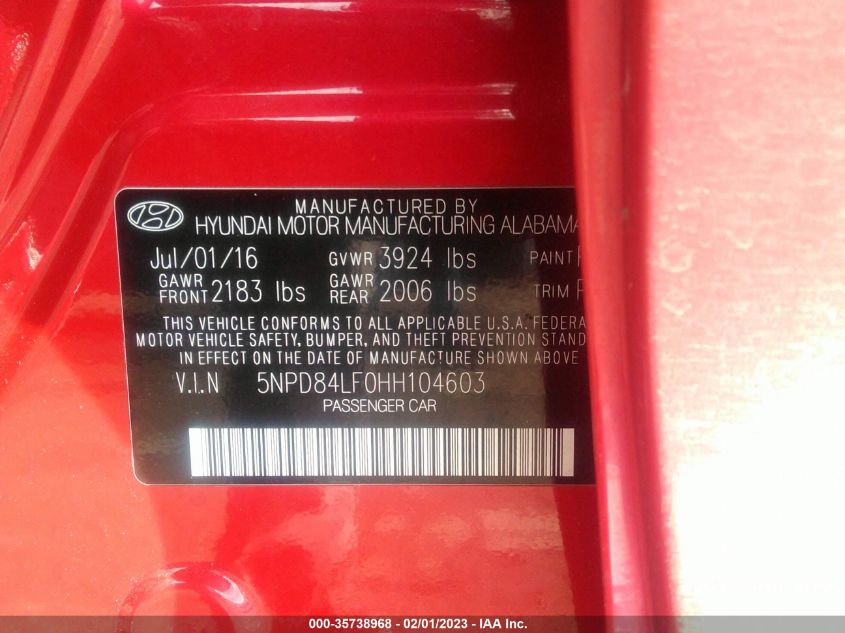 MANUFACTURED BY
HYUNDAI MOTOR MANUFACTURING ALABAMA
Jul/01/16 GVWR 3924 lbs PAINT
GAWR FRONT 2183 lbs GAWR REAR 2006 lbs TRIM
THIS VEHICLE CONFORMS TO ALL APPLICABLE U.S.A. FEDERA
MOTOR VEHICLE SAFETY, BUMPER, AND THEFT PREVENTION STAND
IN EFFECT ON THE DATE OF MANUFACTURE SHOWN ABO
V.I.N 5NPD84LF0HH104603
PASSENGER CAR
000-35738968 - 02/01/2023 - IAA Inc.